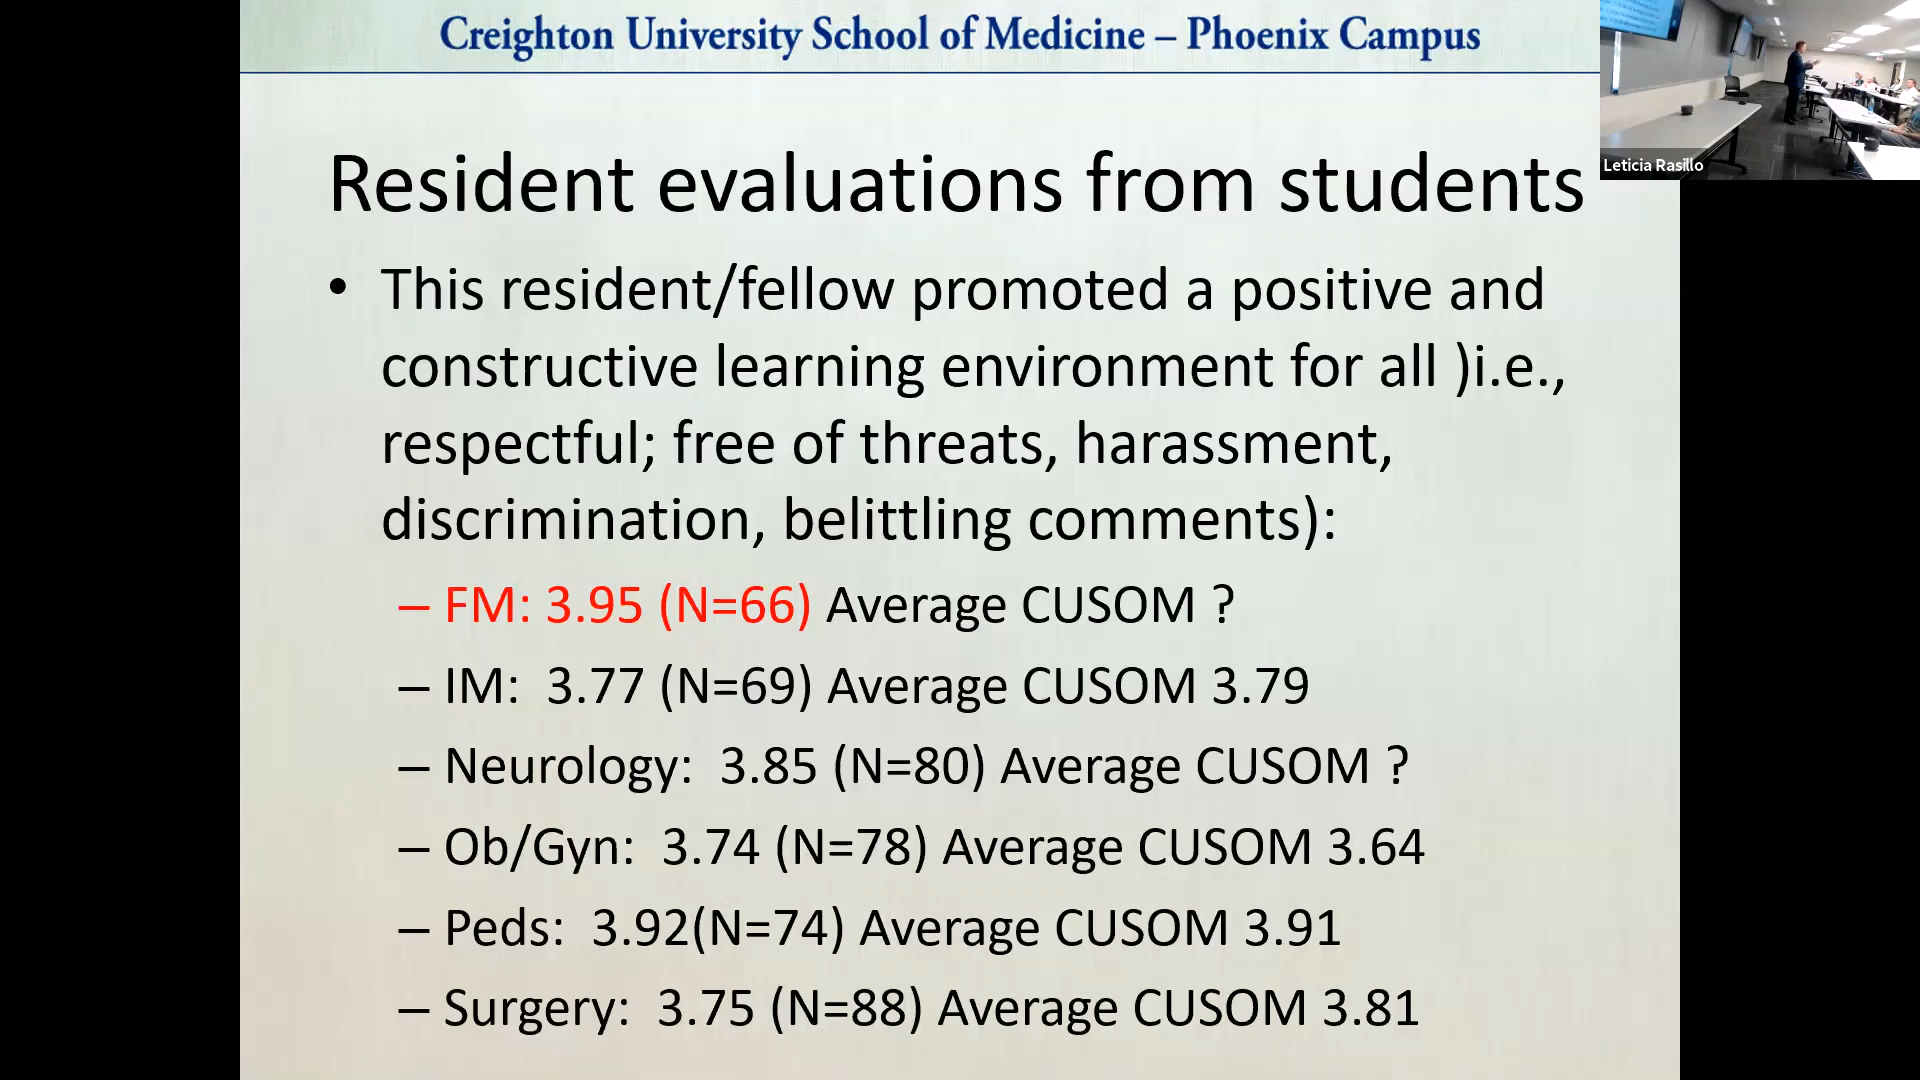 Creighton University School of Medicine – Phoenix Campus
Leticia Rasillo
Resident evaluations from students
• This resident/fellow promoted a positive and
constructive learning environment for all )i.e.,
respectful; free of threats, harassment,
discrimination, belittling comments):
– FM: 3.95 (N=66) Average CUSOM ?
– IM:  3.77 (N=69) Average CUSOM 3.79
– Neurology:  3.85 (N=80) Average CUSOM ?
– Ob/Gyn:  3.74 (N=78) Average CUSOM 3.64
– Peds:  3.92(N=74) Average CUSOM 3.91
– Surgery:  3.75 (N=88) Average CUSOM 3.81